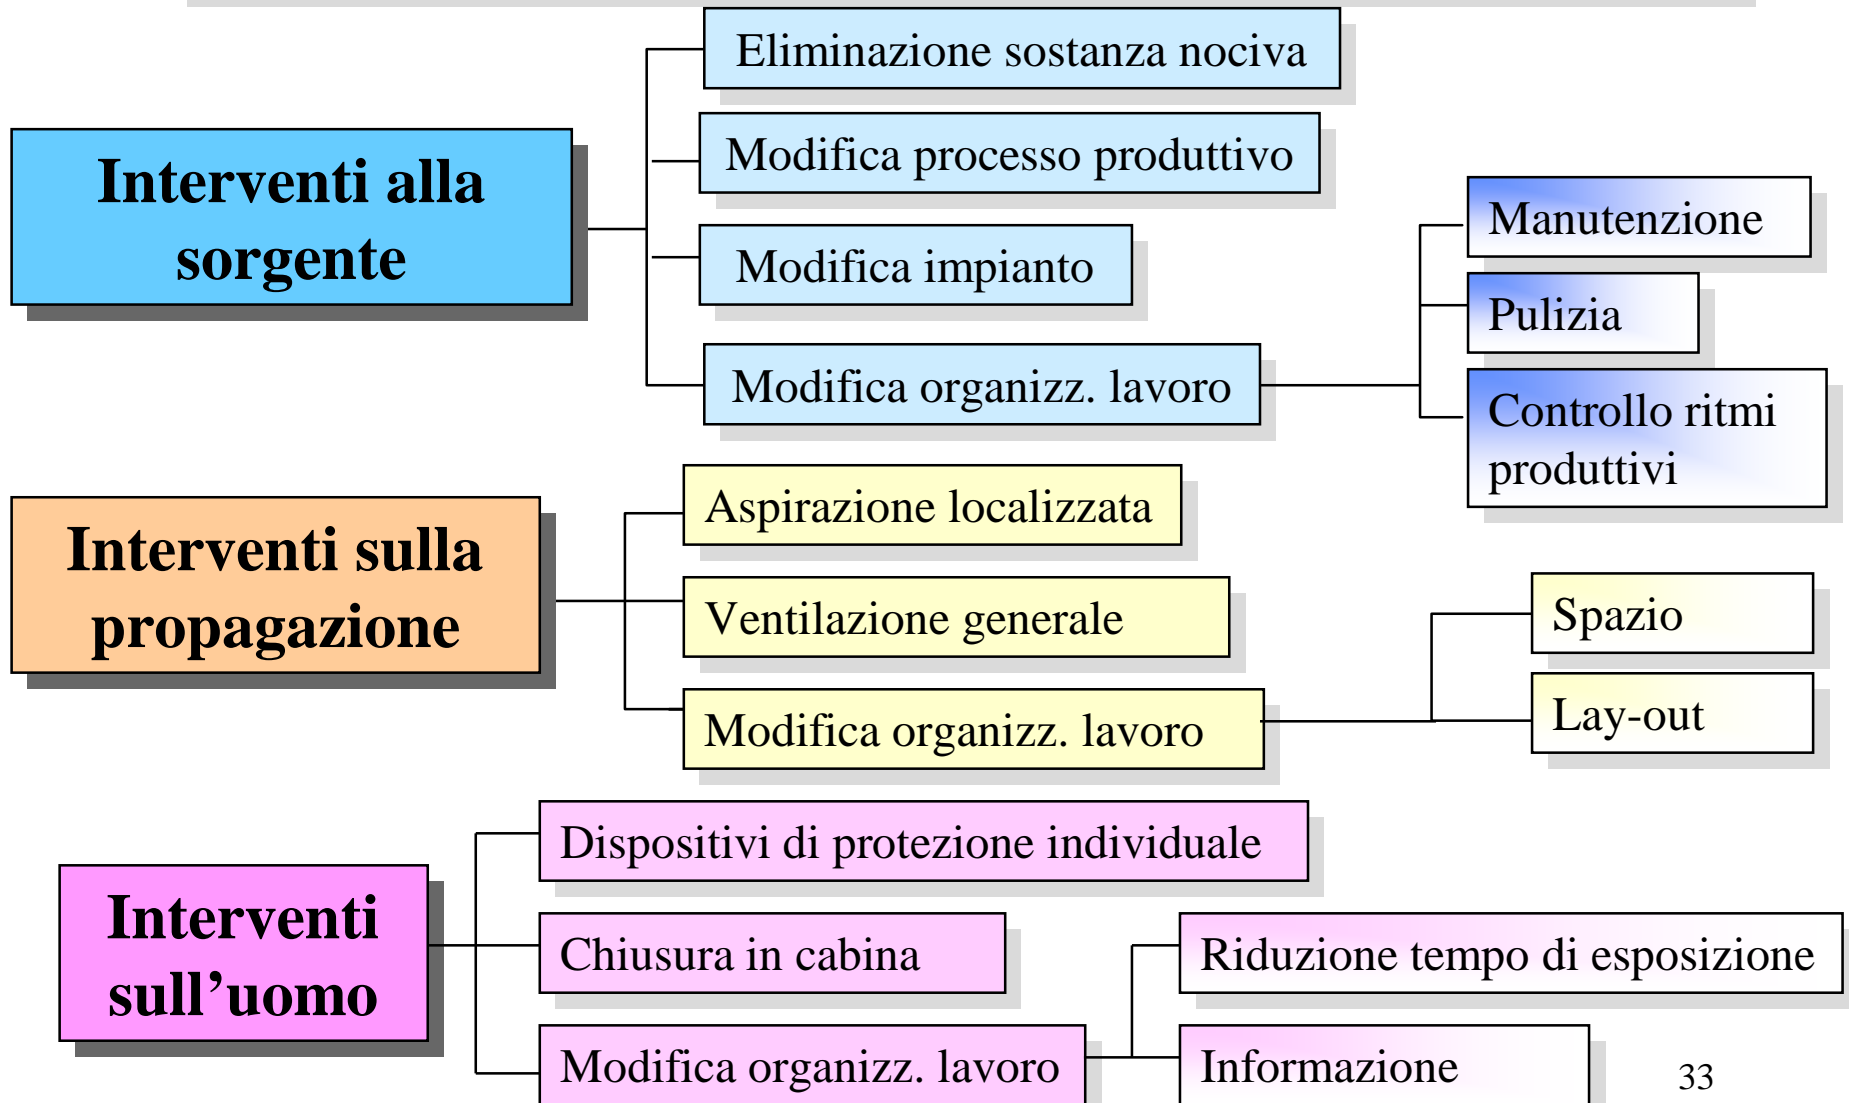 Interventi alla
sorgente
Eliminazione sostanza nociva
Modifica processo produttivo
Modifica impianto
Modifica organizz. lavoro
Manutenzione
Pulizia
Controllo ritmi
produttivi
Interventi sulla
propagazione
Aspirazione localizzata
Ventilazione generale
Modifica organizz. lavoro
Spazio
Lay-out
Interventi
sull’uomo
Dispositivi di protezione individuale
Chiusura in cabina
Modifica organizz. lavoro
Riduzione tempo di esposizione
Informazione
33